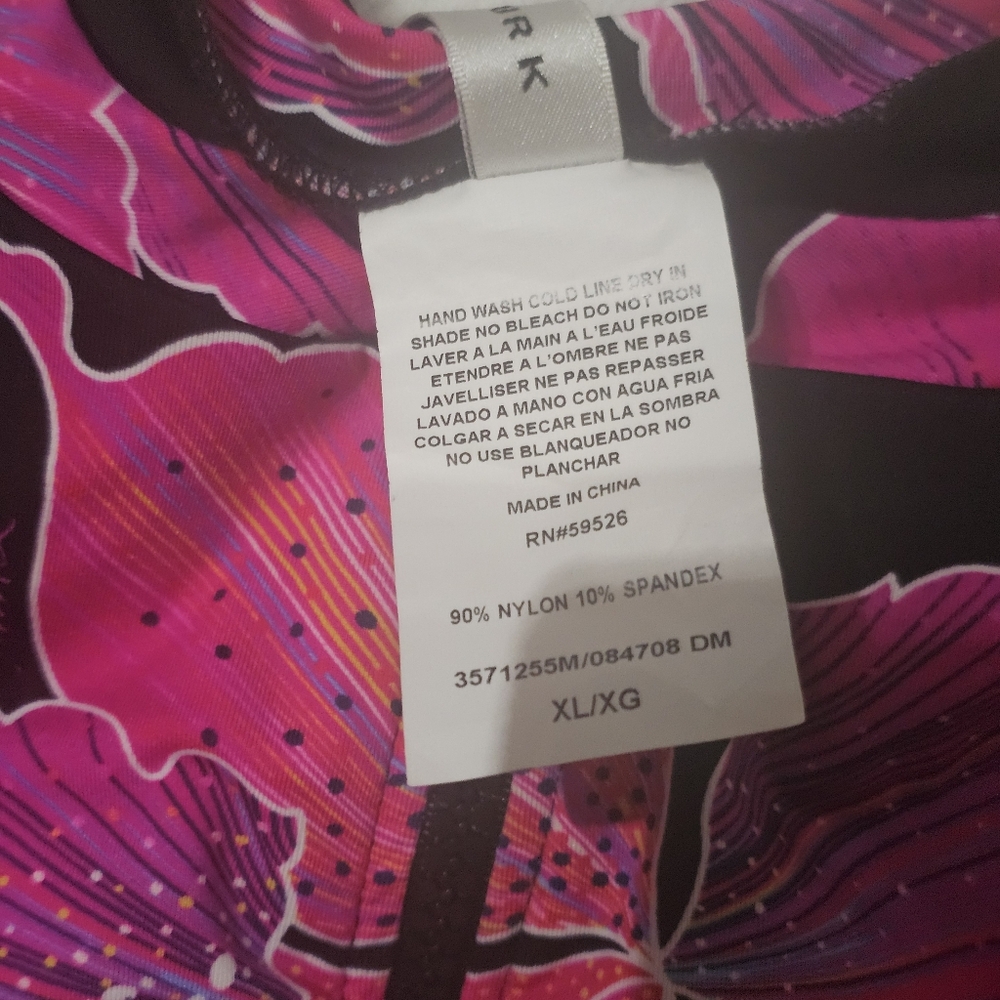 ORK
HAND WASH COLD LINE DRY IN
SHADE NO BLEACH DO NOT IRON
LAVER A LA MAIN A L'EAU FROIDE
ETENDRE A L'OMBRE NE PAS
JAVELLISER NE PAS REPASSER
LAVADO A MANO CON AGUA FRIA
COLGAR A SECAR EN LA SOMBRA
NO USE BLANQUEADOR NO
PLANCHAR
MADE IN CHINA
RN#59526
90% NYLON 10% SPANDEX
3571255M/084708 DM
XL/XG